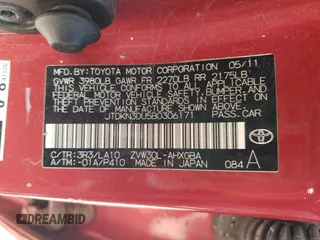 MFD. BY: TOYOTA MOTOR CORPORATION 05/11
GVWR 3980LB GAWR FR 2270LB RR 2175LB
THIS VEHICLE CONFORMS TO ALL APPLICABLE
FEDERAL MOTOR VEHICLE SAFETY, BUMPER, AND
THEFT PREVENTION STANDARDS IN EFFECT ON
THE DATE OF MANUFACTURE SHOWN ABOVE.
JTDKN3DU5B0306171 PASS. CAR
C/TR: 3R3/LA10 ZVW30L-AHXGBA
A/TM: -01A/P410 MADE IN JAPAN 084 A
DREAMBID